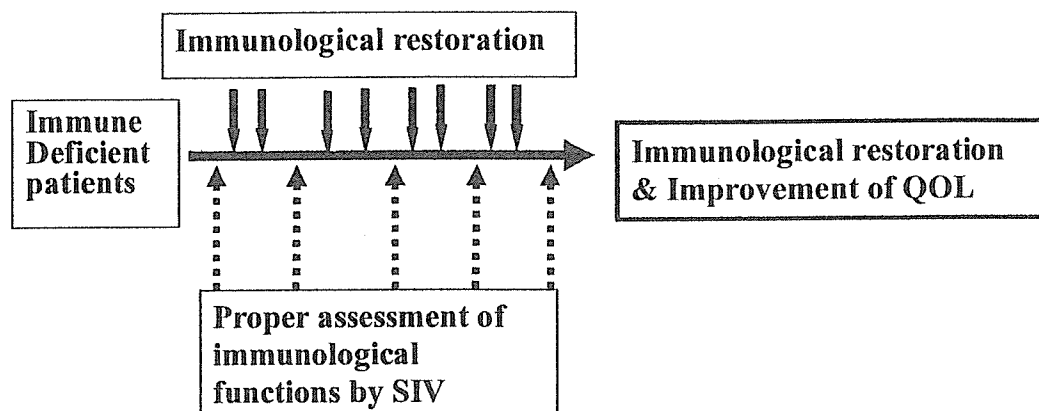 Immunological restoration
Immune
Deficient
patients
Immunological restoration
& Improvement of QOL
Proper assessment of
immunological
functions by SIV